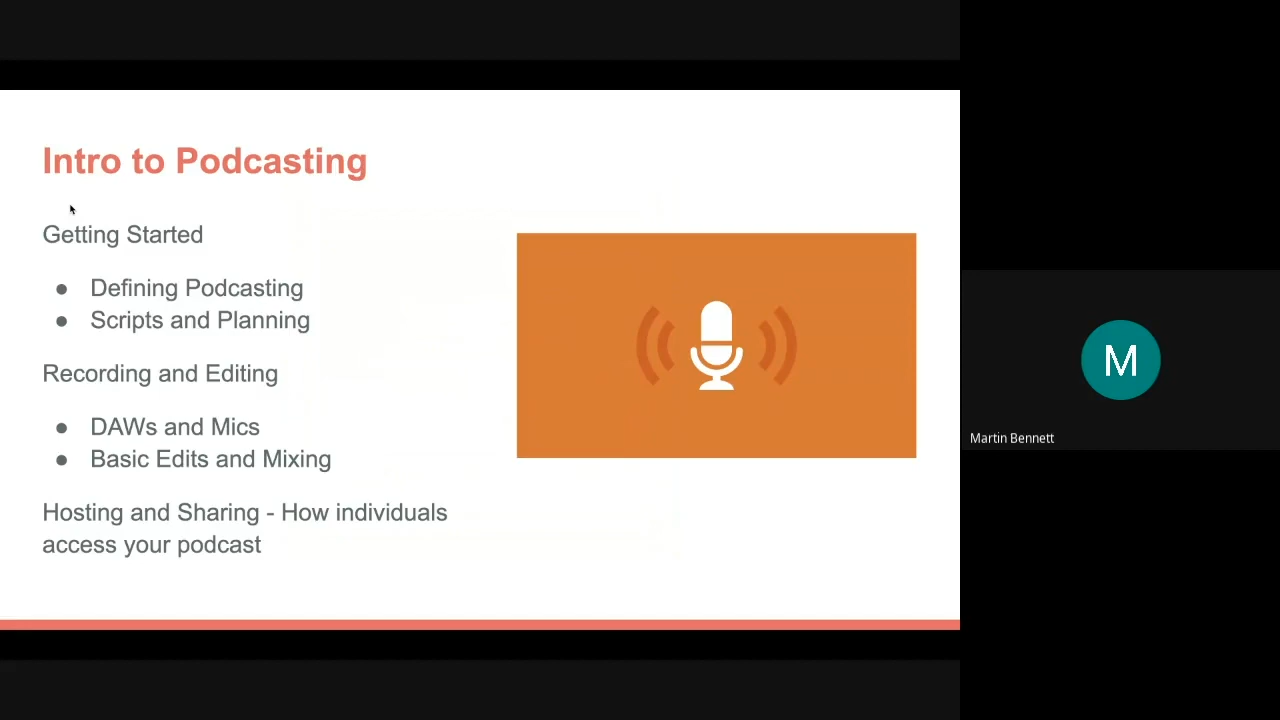 Intro to Podcasting
Getting Started
● Defining Podcasting
● Scripts and Planning
Recording and Editing
● DAWs and Mics
● Basic Edits and Mixing
Hosting and Sharing - How individuals
access your podcast
M
Martin Bennett